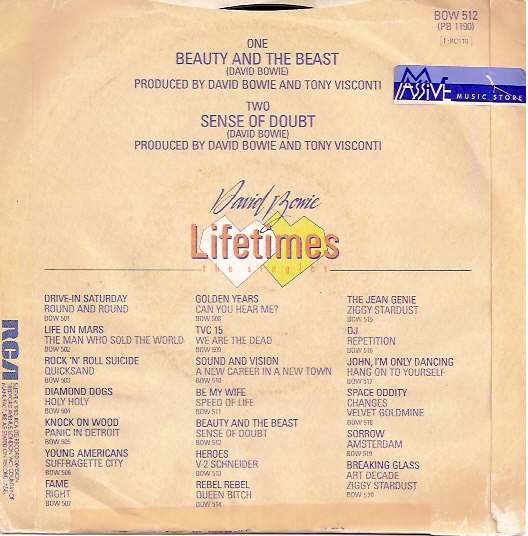 BOW 512
(PB 1190)
ONE
BEAUTY AND THE BEAST
(DAVID BOWIE)
PRODUCED BY DAVID BOWIE AND TONY VISCONTI
MASSIVE
MUSIC STORE
TWO
SENSE OF DOUBT
(DAVID BOWIE)
PRODUCED BY DAVID BOWIE AND TONY VISCONTI
David Bowie
Lifetimes
the singles
DRIVE-IN SATURDAY
ROUND AND ROUND
BOW 501
LIFE ON MARS
THE MAN WHO SOLD THE WORLD
BOW 502
ROCK 'N' ROLL SUICIDE
QUICKSAND
BOW 503
DIAMOND DOGS
HOLY HOLY
BOW 504
KNOCK ON WOOD
PANIC IN DETROIT
BOW 505
YOUNG AMERICANS
SUFFRAGETTE CITY
BOW 506
FAME
RIGHT
BOW 507
GOLDEN YEARS
CAN YOU HEAR ME?
BOW 508
TVC 15
WE ARE THE DEAD
BOW 509
SOUND AND VISION
A NEW CAREER IN A NEW TOWN
BOW 510
BE MY WIFE
SPEED OF LIFE
BOW 511
BEAUTY AND THE BEAST
SENSE OF DOUBT
BOW 512
HEROES
V-2 SCHNEIDER
BOW 513
REBEL REBEL
QUEEN BITCH
BOW 514
THE JEAN GENIE
ZIGGY STARDUST
BOW 515
DJ
REPETITION
BOW 516
JOHN, I'M ONLY DANCING
HANG ON TO YOURSELF
BOW 517
SPACE ODDITY
CHANGES
VELVET GOLDMINE
BOW 518
SORROW
AMSTERDAM
BOW 519
BREAKING GLASS
ART DECADE
ZIGGY STARDUST
BOW 520
RCA